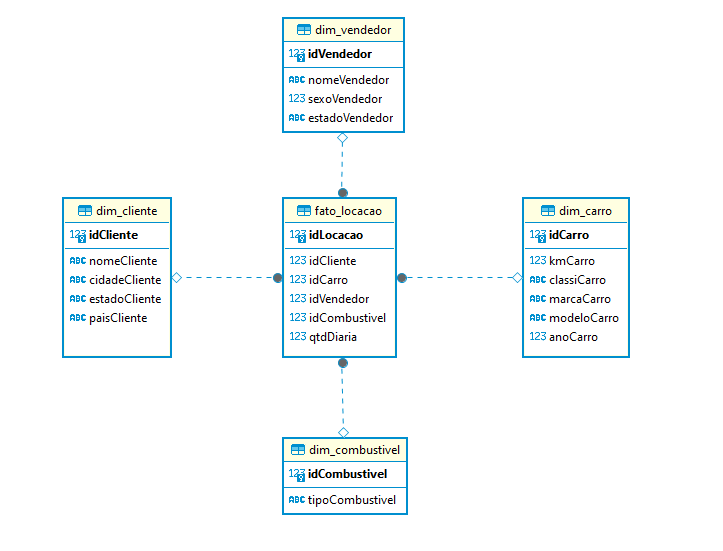 dim_vendedor
123 idVendedor
ABC nomeVendedor
123 sexoVendedor
ABC estadoVendedor
dim_cliente
123 idCliente
ABC nomeCliente
ABC cidadeCliente
ABC estadoCliente
ABC paisCliente
fato_locacao
123 idLocacao
123 idCliente
123 idCarro
123 idVendedor
123 idCombustivel
123 qtdDiaria
dim_carro
123 idCarro
123 kmCarro
ABC classiCarro
ABC marcaCarro
ABC modeloCarro
123 anoCarro
dim_combustivel
123 idCombustivel
ABC tipoCombustivel